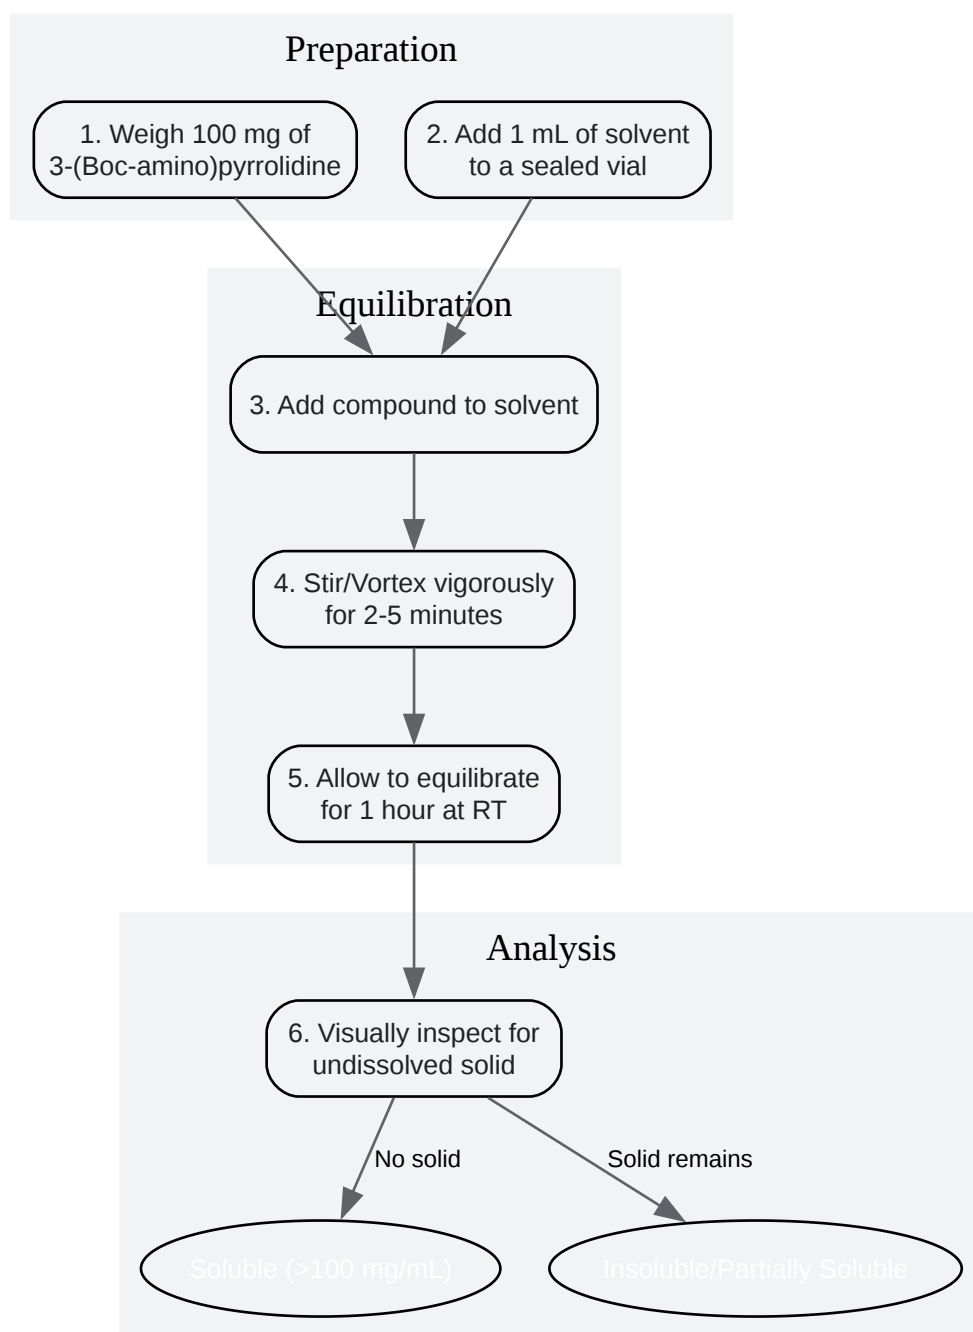 Preparation
1. Weigh 100 mg of
3-(Boc-amino)pyrrolidine
2. Add 1 mL of solvent
to a sealed vial
Equilibration
3. Add compound to solvent
4. Stir/Vortex vigorously
for 2-5 minutes
5. Allow to equilibrate
for 1 hour at RT
Analysis
6. Visually inspect for
undissolved solid
No solid
Solid remains
Soluble (>100 mg/mL)
Insoluble/Partially Soluble